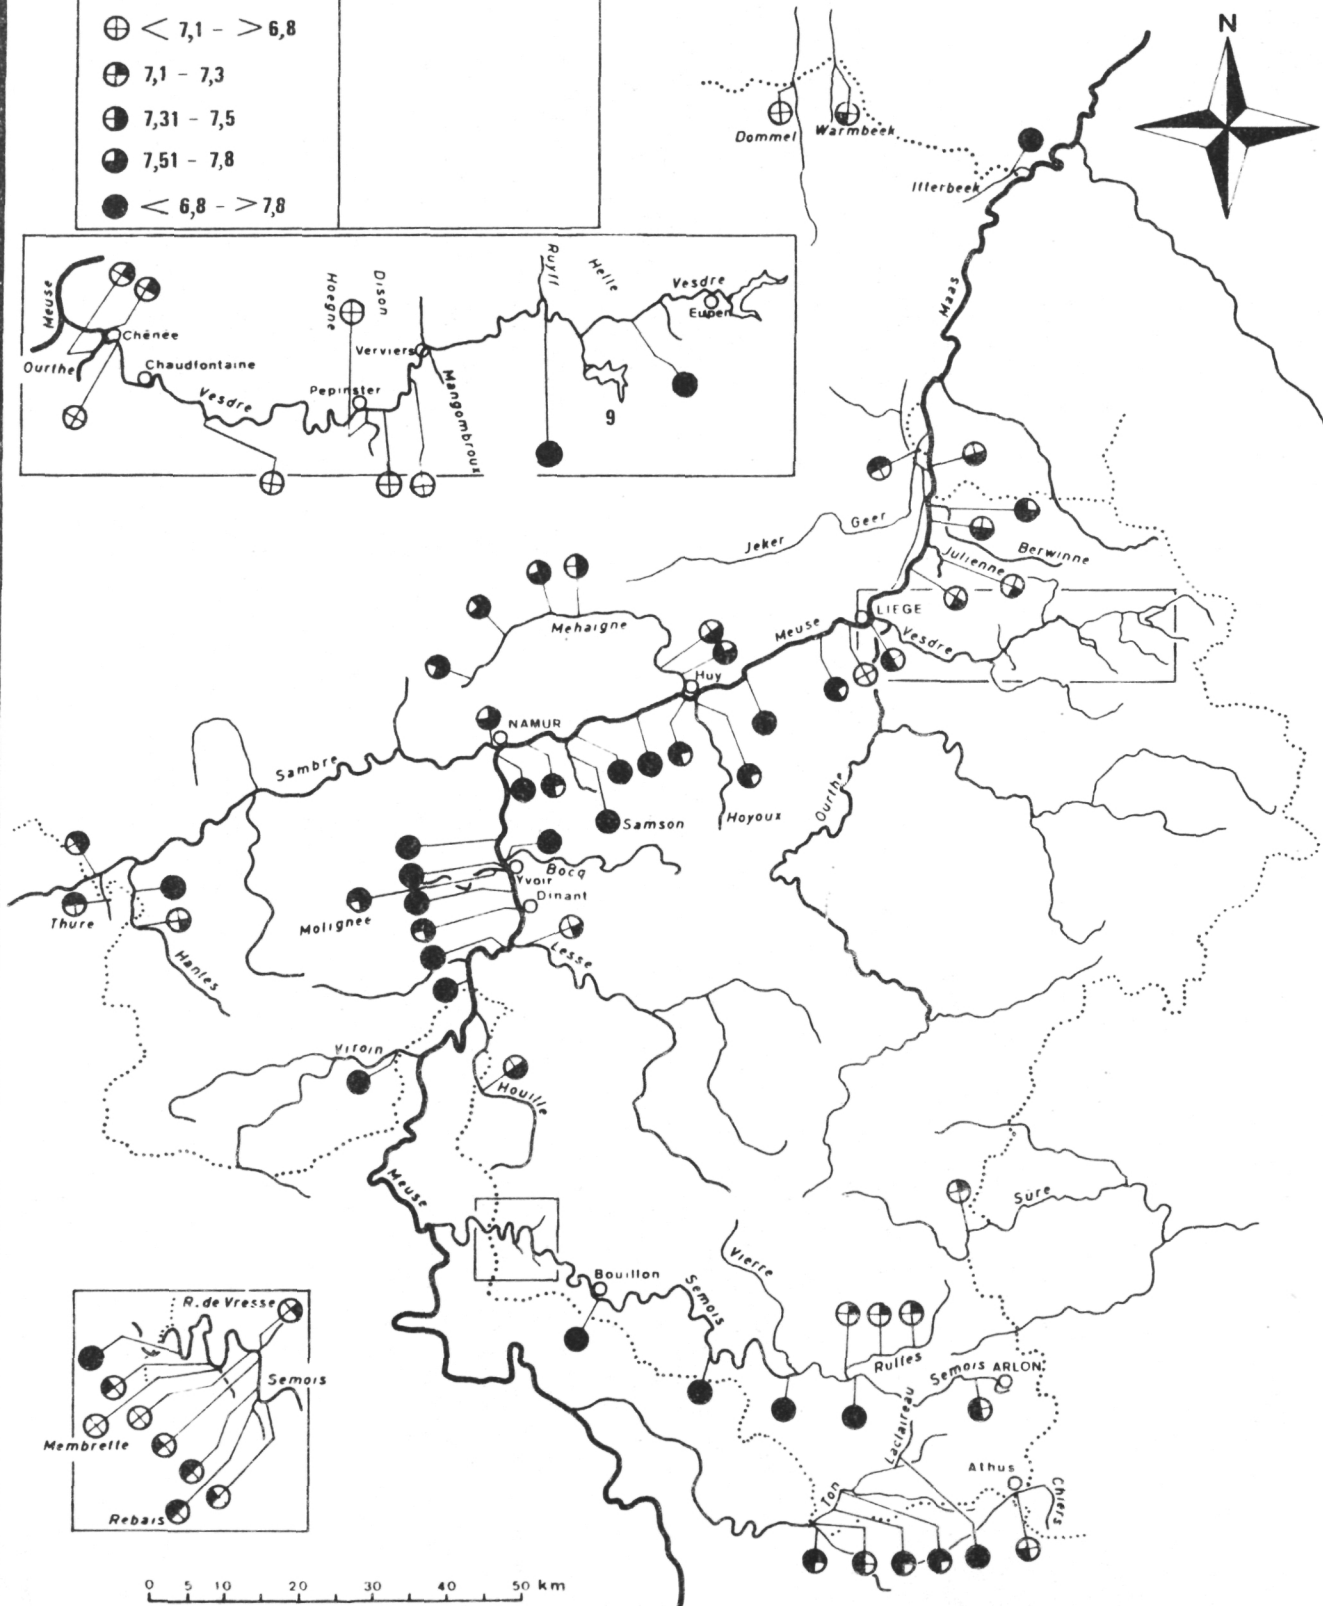 < 7,1 - > 6,8
7,1 - 7,3
7,31 - 7,5
7,51 - 7,8
< 6,8 - > 7,8
N
Dommel
Warmbeek
Itterbeek
Maas
Meuse
Chênée
Ourthe
Chaudfontaine
Vesdre
Hoegne
Dison
Verviers
Pepinster
Mangombroux
Ruyff
Helle
Vesdre
Eupen
9
Geer
Jeker
Berwinne
Julienne
LIEGE
Vesdre
Mehaigne
Meuse
Huy
NAMUR
Sambre
Samson
Hoyoux
Ourthe
Bocq
Yvoir
Dinant
Molignée
Thure
Hantes
Lesse
Viroin
Houille
Meuse
Sûre
Vierre
Bouillon
Semois
Rulles
Semois
ARLON
Laclaireau
Athus
Ton
Chiers
R. de Vresse
Semois
Membrette
Rebais
0 5 10 20 30 40 50 km